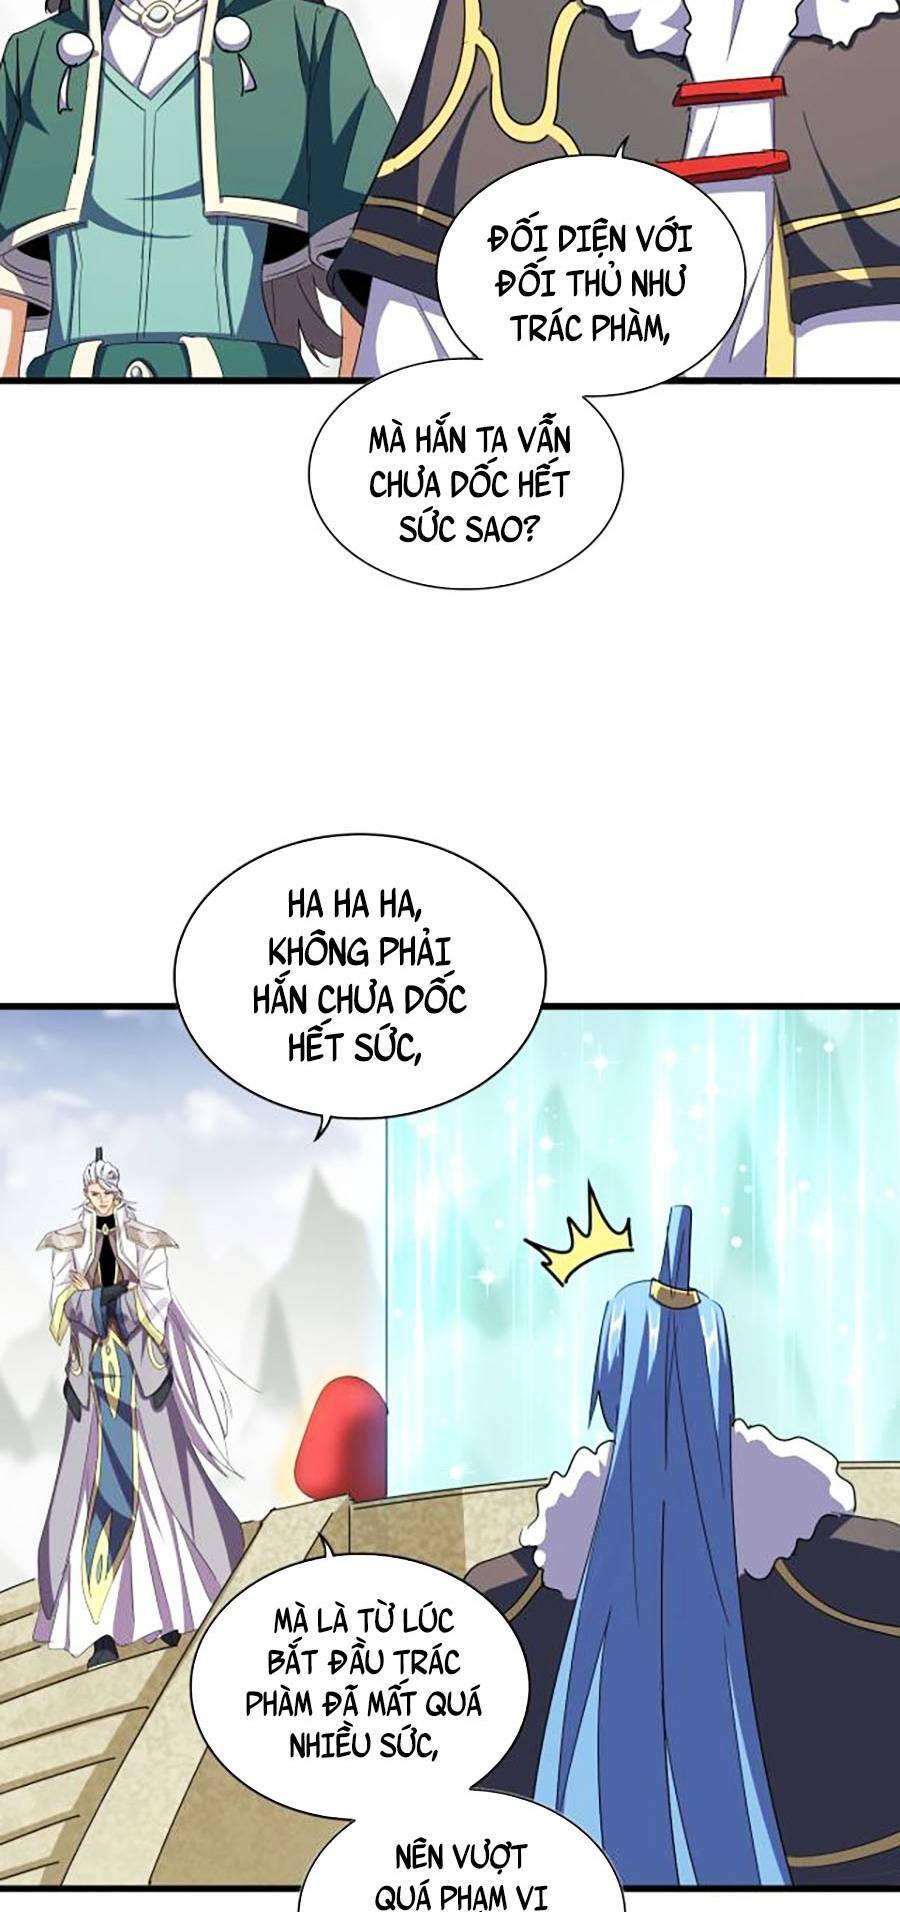 ĐỐI DIỆN VỚI
ĐỐI THỦ NHƯ
TRÁC PHÀM,
MÀ HẮN TA VẪN
CHƯA DỐC HẾT
SỨC SAO?
HA HA HA,
KHÔNG PHẢI
HẮN CHƯA DỐC
HẾT SỨC,
MÀ LÀ TỪ LÚC
BẮT ĐẦU TRÁC
PHÀM ĐÃ MẤT QUÁ
NHIỀU SỨC,
NÊN VƯỢT
QUÁ PHẠM VI